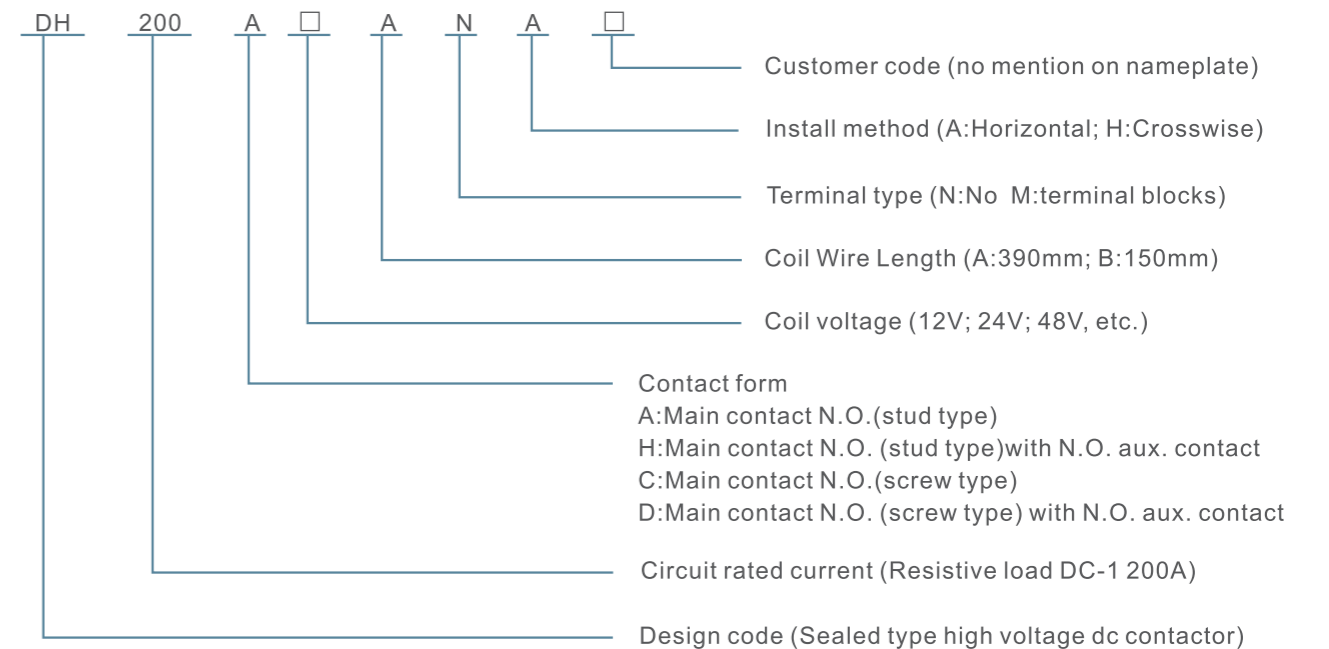 DH 200 A □ A N A □
Customer code (no mention on nameplate)
Install method (A:Horizontal; H:Crosswise)
Terminal type (N:No M:terminal blocks)
Coil Wire Length (A:390mm; B:150mm)
Coil voltage (12V; 24V; 48V, etc.)
Contact form
A:Main contact N.O.(stud type)
H:Main contact N.O. (stud type)with N.O. aux. contact
C:Main contact N.O.(screw type)
D:Main contact N.O. (screw type) with N.O. aux. contact
Circuit rated current (Resistive load DC-1 200A)
Design code (Sealed type high voltage dc contactor)